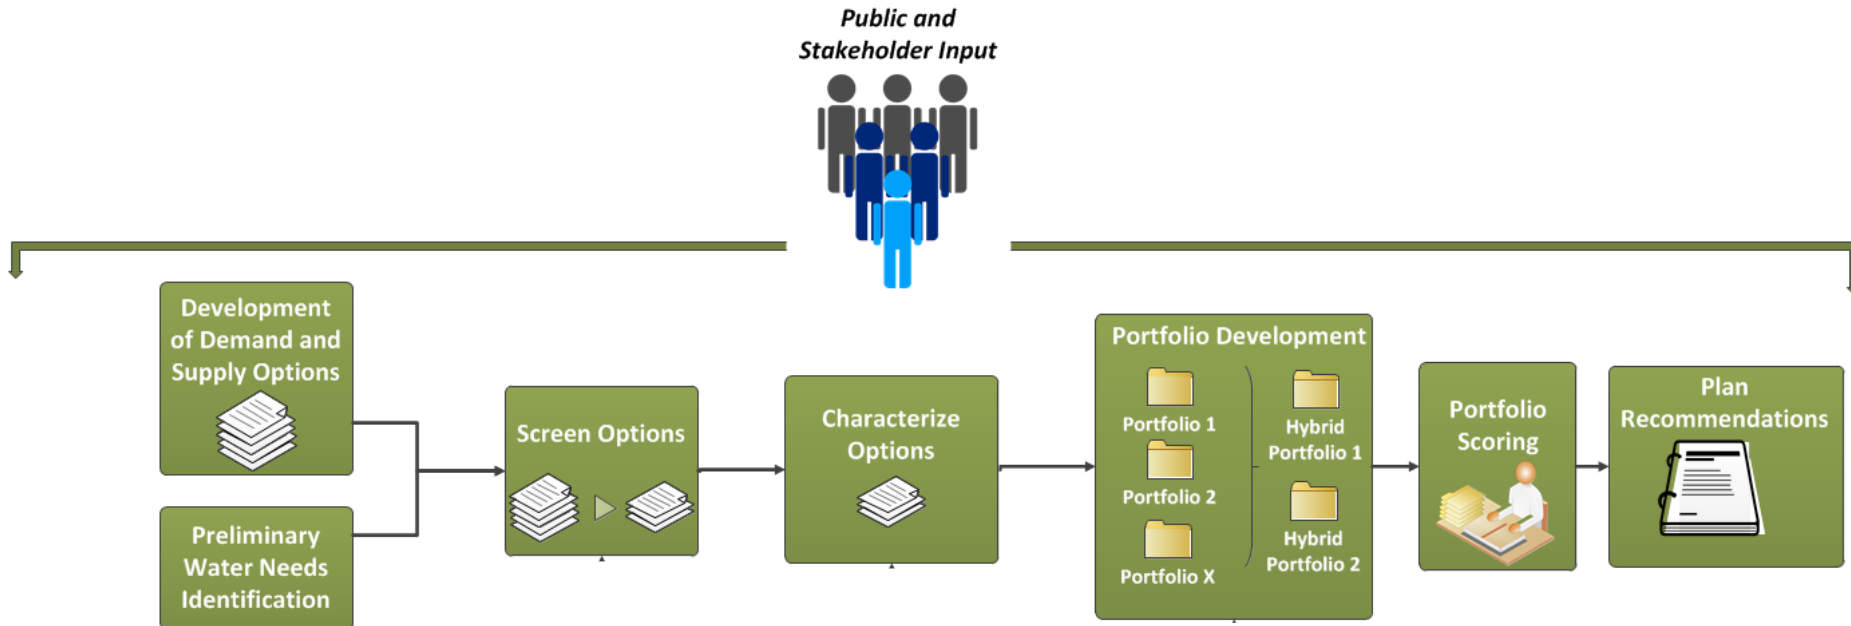 Public and
Stakeholder Input
Development
of Demand and
Supply Options
Preliminary
Water Needs
Identification
Screen Options
Characterize
Options
Portfolio Development
Portfolio 1
Portfolio 2
Portfolio X
Hybrid
Portfolio 1
Hybrid
Portfolio 2
Portfolio
Scoring
Plan
Recommendations